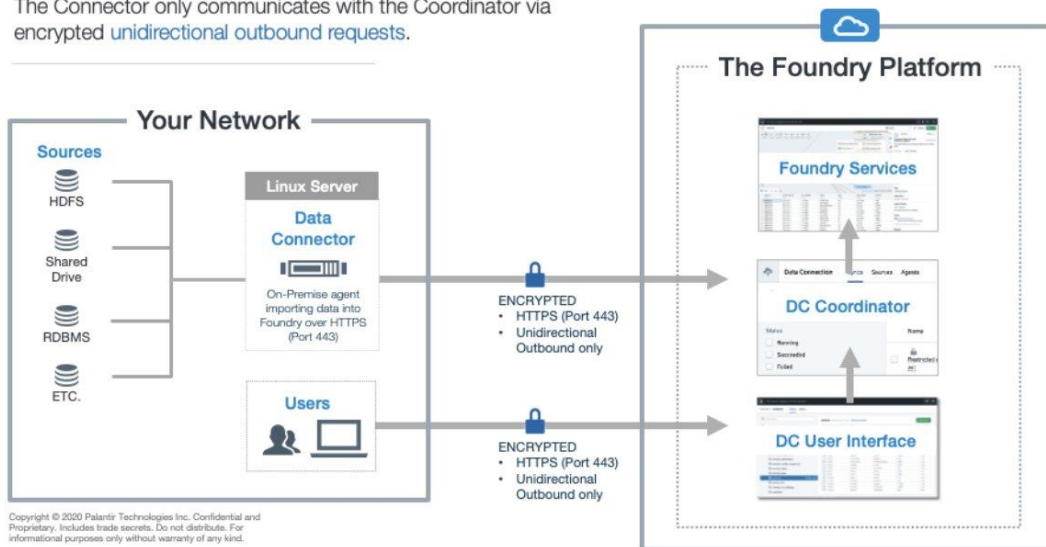 The Connector only communicates with the Coordinator via
encrypted unidirectional outbound requests.
Your Network
Sources
HDFS
Shared
Drive
RDBMS
ETC.
Linux Server
Data
Connector
On-Premise agent
importing data into
Foundry over HTTPS
(Port 443)
Users
ENCRYPTED
• HTTPS (Port 443)
• Unidirectional
Outbound only
ENCRYPTED
• HTTPS (Port 443)
• Unidirectional
Outbound only
The Foundry Platform
Foundry Services
Data Connection Sources Agents
DC Coordinator
Status Name
Running
Succeeded
Failed
DC User Interface
Copyright © 2020 Palantir Technologies Inc. Confidential and
Proprietary. Includes trade secrets. Do not distribute. For
informational purposes only without warranty of any kind.